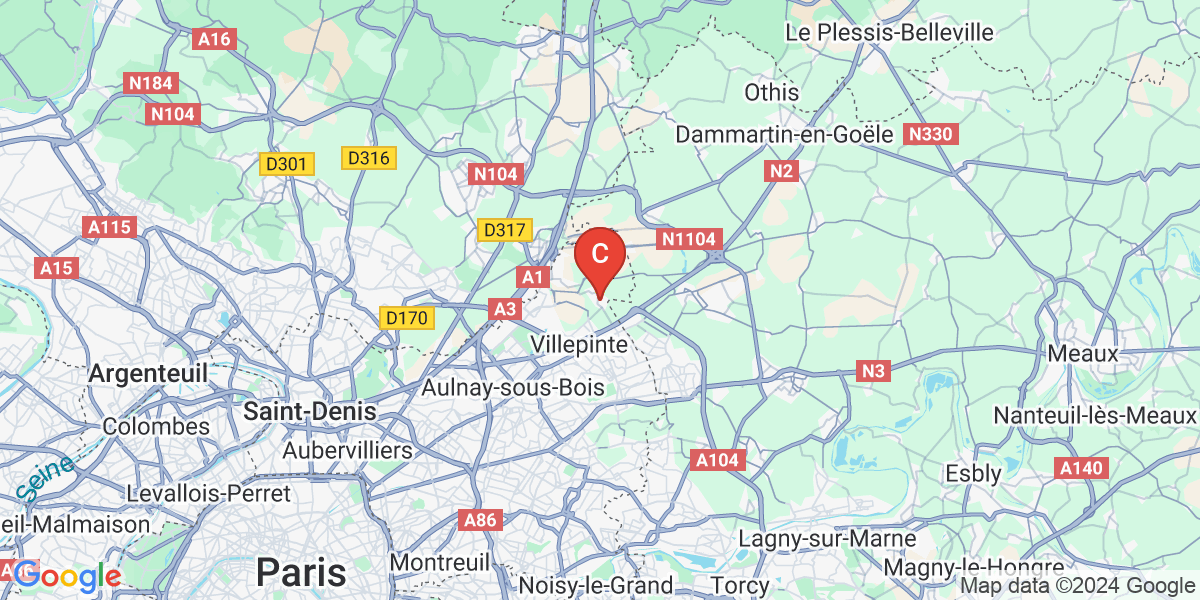 A16
Le Plessis-Belleville
N184
Othis
N104
Dammartin-en-Goële
N330
D301
D316
N104
N2
A115
D317
N1104
C
A15
A1
A3
D170
Villepinte
Meaux
Argenteuil
N3
Aulnay-sous-Bois
Saint-Denis
Nanteuil-lès-Meaux
Colombes
Aubervilliers
A104
A140
Seine
Esbly
Levallois-Perret
A86
eil-Malmaison
Lagny-sur-Marne
Paris
Montreuil
Magny-le-Hongre
Google
Noisy-le-Grand
Torcy
Map data ©2024 Google